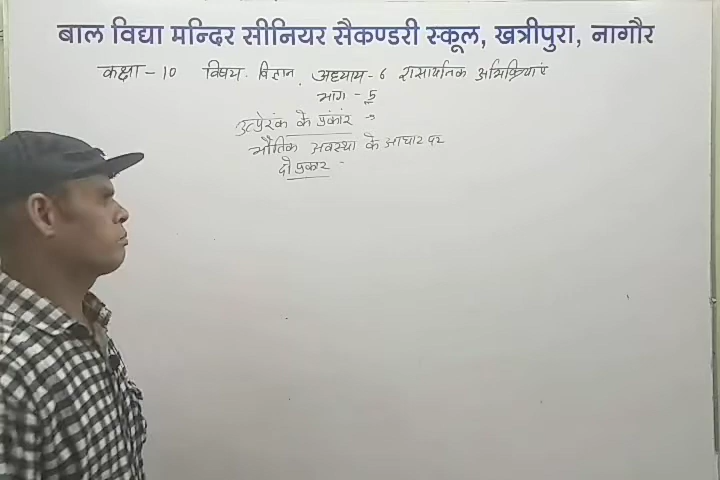 बाल विद्या मन्दिर सीनियर सैकण्डरी स्कूल, खत्रीपुरा, नागौर
कक्षा - 10 विषय. विज्ञान. अध्याय - 6 रासायनिक अभिक्रियाएं
भाग - 5
उत्प्रेरक के प्रकार →
भौतिक अवस्था के आधार पर
दो प्रकार -